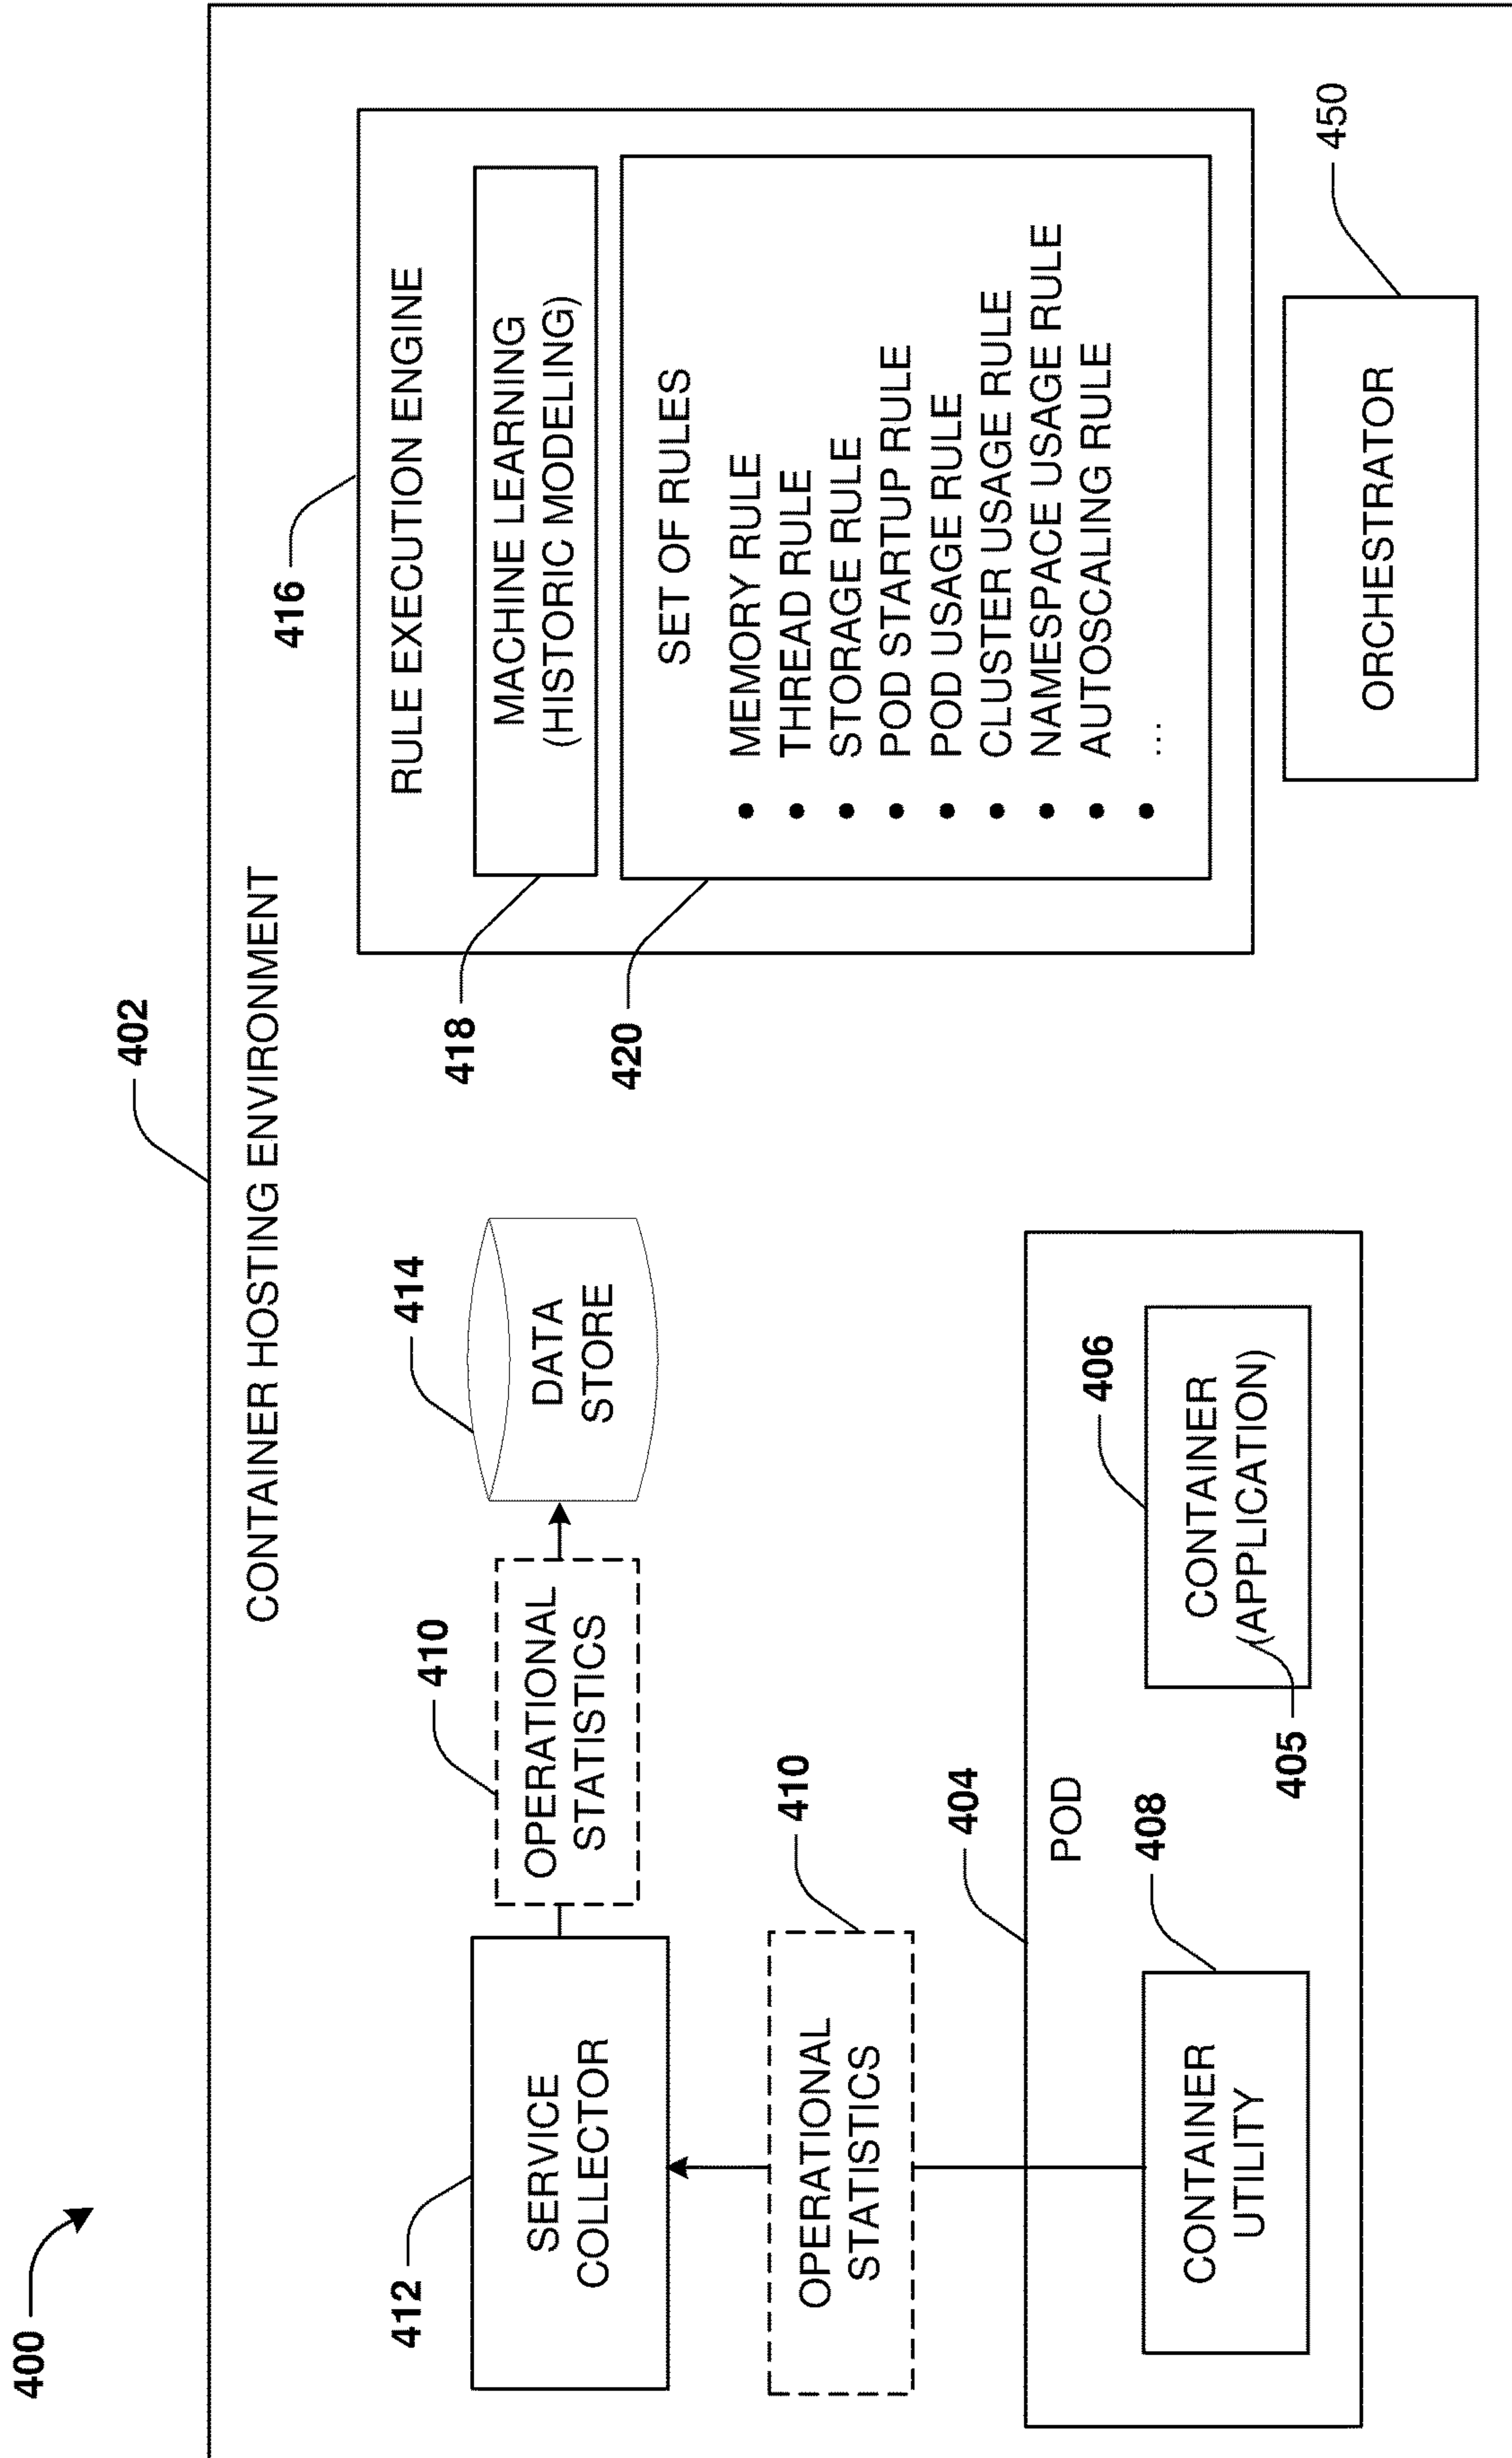 400
402
CONTAINER HOSTING ENVIRONMENT
412
SERVICE
COLLECTOR
410
OPERATIONAL
STATISTICS
414
DATA
STORE
410
OPERATIONAL
STATISTICS
404
POD
408
CONTAINER
UTILITY
406
CONTAINER
(APPLICATION)
405
416
RULE EXECUTION ENGINE
418
MACHINE LEARNING
(HISTORIC MODELING)
420
SET OF RULES
• MEMORY RULE
• THREAD RULE
• STORAGE RULE
• POD STARTUP RULE
• POD USAGE RULE
• CLUSTER USAGE RULE
• NAMESPACE USAGE RULE
• AUTOSCALING RULE
• ...
450
ORCHESTRATOR